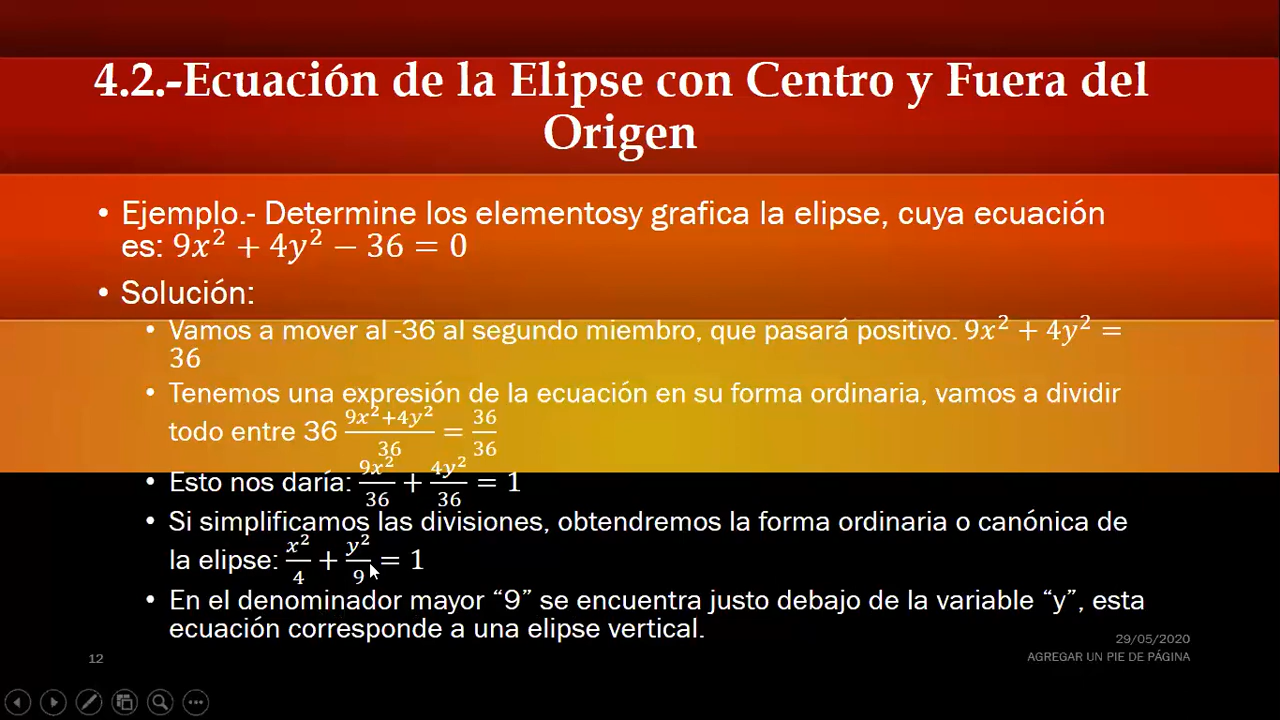 4.2.-Ecuación de la Elipse con Centro y Fuera del
Origen
• Ejemplo.- Determine los elementosy grafica la elipse, cuya ecuación
es: 9x² + 4y² − 36 = 0
• Solución:
• Vamos a mover al -36 al segundo miembro, que pasará positivo. 9x² + 4y² =
36
• Tenemos una expresión de la ecuación en su forma ordinaria, vamos a dividir
todo entre 36 (9x²+4y²)/36 = 36/36
• Esto nos daría: 9x²/36 + 4y²/36 = 1
• Si simplificamos las divisiones, obtendremos la forma ordinaria o canónica de
la elipse: x²/4 + y²/9 = 1
• En el denominador mayor “9” se encuentra justo debajo de la variable “y”, esta
ecuación corresponde a una elipse vertical.
29/05/2020
12
AGREGAR UN PIE DE PÁGINA